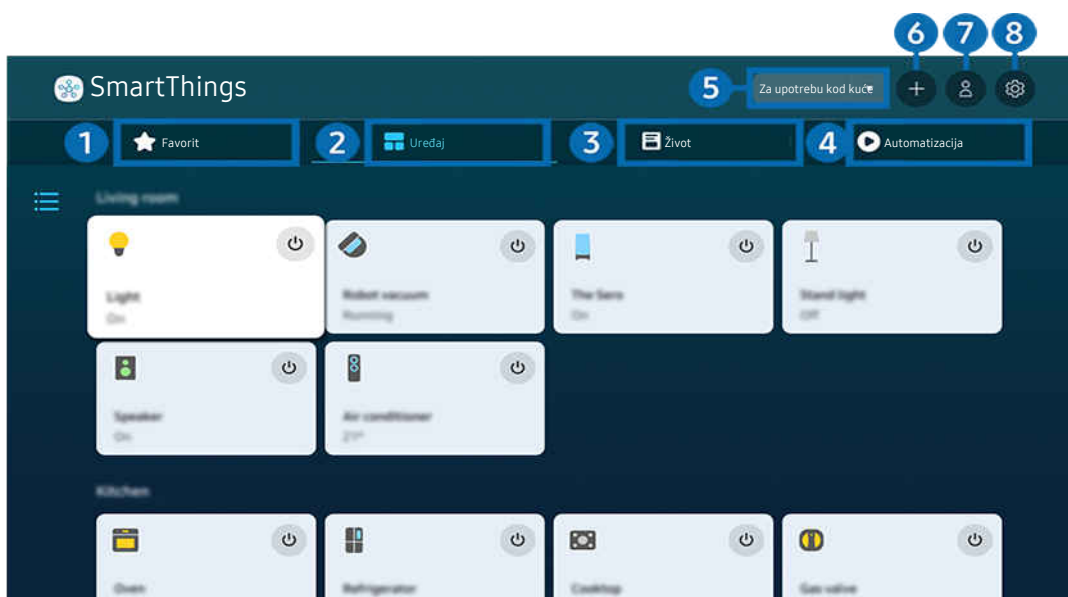 6 7 8
SmartThings
5 Za upotrebu kod kuće
1 Favorit 2 Uređaj 3 Život 4 Automatizacija
Living room
Light Robot vacuum The Sero Stand light
On Running On Off
Speaker Air conditioner
On 21°
Kitchen
Oven Refrigerator Cooktop Gas valve